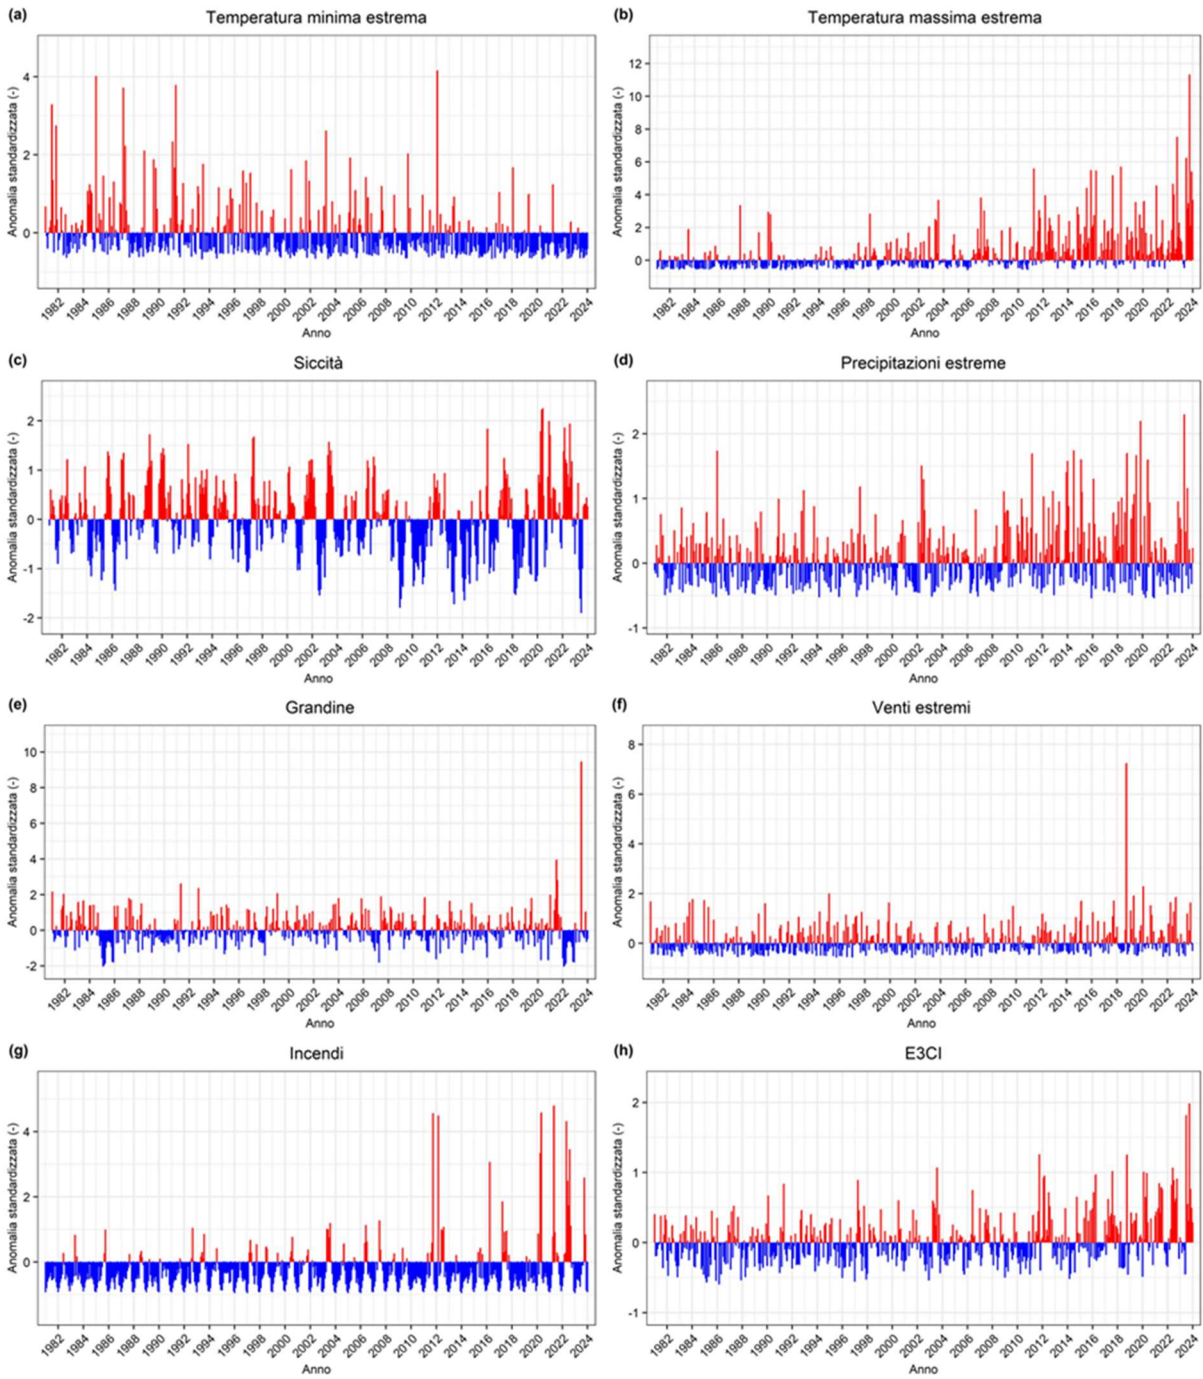 (a) Temperatura minima estrema
Anomalia standardizzata (-)
4
2
0
1982 1984 1986 1988 1990 1992 1994 1996 1998 2000 2002 2004 2006 2008 2010 2012 2014 2016 2018 2020 2022 2024
Anno
(b) Temperatura massima estrema
Anomalia standardizzata (-)
12
10
8
6
4
2
0
1982 1984 1986 1988 1990 1992 1994 1996 1998 2000 2002 2004 2006 2008 2010 2012 2014 2016 2018 2020 2022 2024
Anno
(c) Siccità
Anomalia standardizzata (-)
2
1
0
-1
-2
1982 1984 1986 1988 1990 1992 1994 1996 1998 2000 2002 2004 2006 2008 2010 2012 2014 2016 2018 2020 2022 2024
Anno
(d) Precipitazioni estreme
Anomalia standardizzata (-)
2
1
0
-1
1982 1984 1986 1988 1990 1992 1994 1996 1998 2000 2002 2004 2006 2008 2010 2012 2014 2016 2018 2020 2022 2024
Anno
(e) Grandine
Anomalia standardizzata (-)
10
8
6
4
2
0
-2
1982 1984 1986 1988 1990 1992 1994 1996 1998 2000 2002 2004 2006 2008 2010 2012 2014 2016 2018 2020 2022 2024
Anno
(f) Venti estremi
Anomalia standardizzata (-)
8
6
4
2
0
1982 1984 1986 1988 1990 1992 1994 1996 1998 2000 2002 2004 2006 2008 2010 2012 2014 2016 2018 2020 2022 2024
Anno
(g) Incendi
Anomalia standardizzata (-)
4
2
0
1982 1984 1986 1988 1990 1992 1994 1996 1998 2000 2002 2004 2006 2008 2010 2012 2014 2016 2018 2020 2022 2024
Anno
(h) E3CI
Anomalia standardizzata (-)
2
1
0
-1
1982 1984 1986 1988 1990 1992 1994 1996 1998 2000 2002 2004 2006 2008 2010 2012 2014 2016 2018 2020 2022 2024
Anno